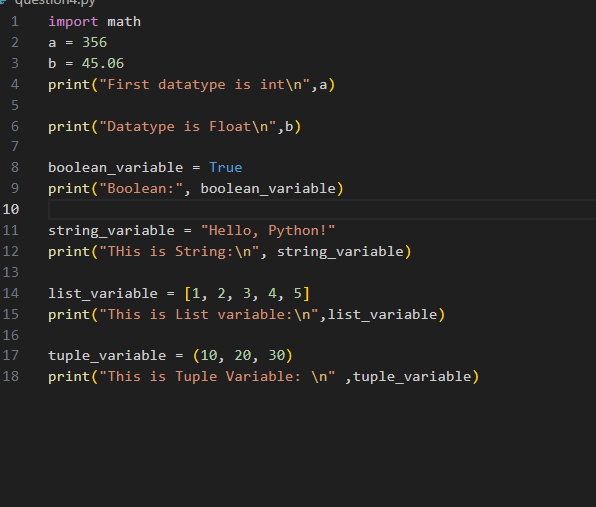 question4.py
1 import math
2 a = 356
3 b = 45.06
4 print("First datatype is int\n",a)
5
6 print("Datatype is Float\n",b)
7
8 boolean_variable = True
9 print("Boolean:", boolean_variable)
10
11 string_variable = "Hello, Python!"
12 print("THis is String:\n", string_variable)
13
14 list_variable = [1, 2, 3, 4, 5]
15 print("This is List variable:\n",list_variable)
16
17 tuple_variable = (10, 20, 30)
18 print("This is Tuple Variable: \n" ,tuple_variable)